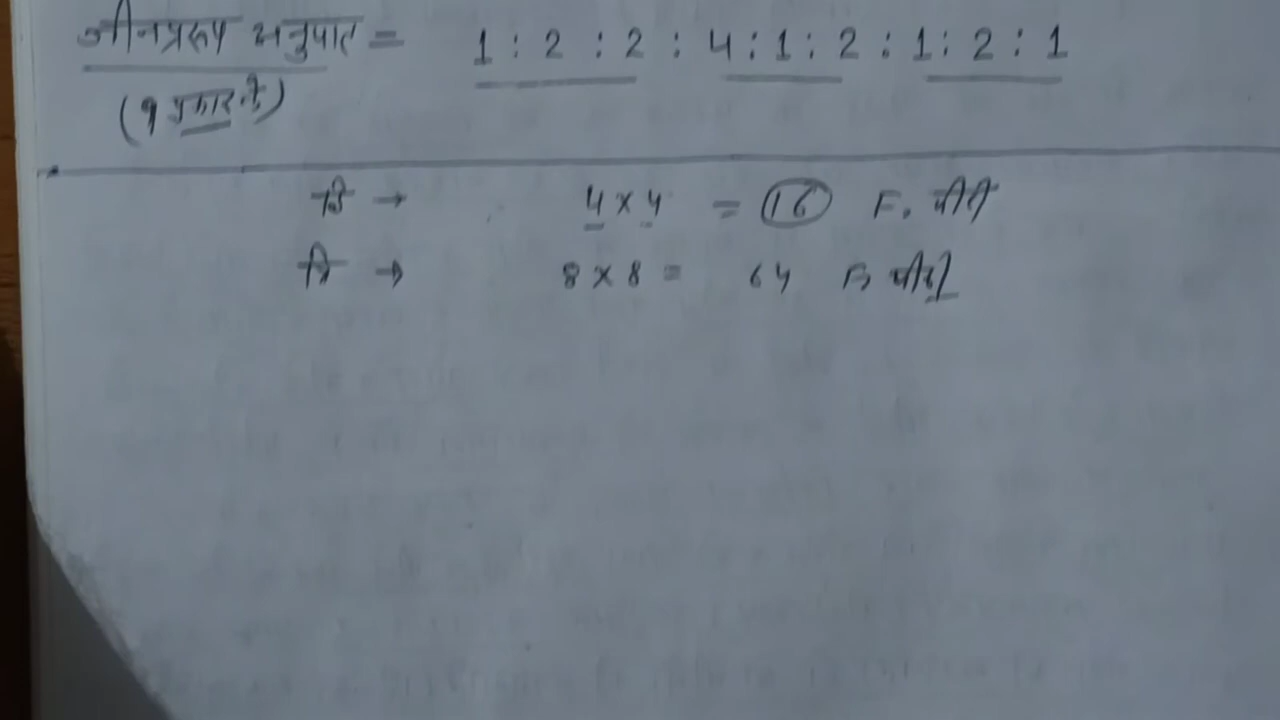 जीनप्ररूप अनुपात = 1 : 2 : 2 : 4 : 1 : 2 : 1 : 2 : 1
(9 प्रकार के)
द्वि → 4 × 4 = 16 F₂ पीढ़ी
त्रि → 8 × 8 = 64 F₂ पीढ़ी